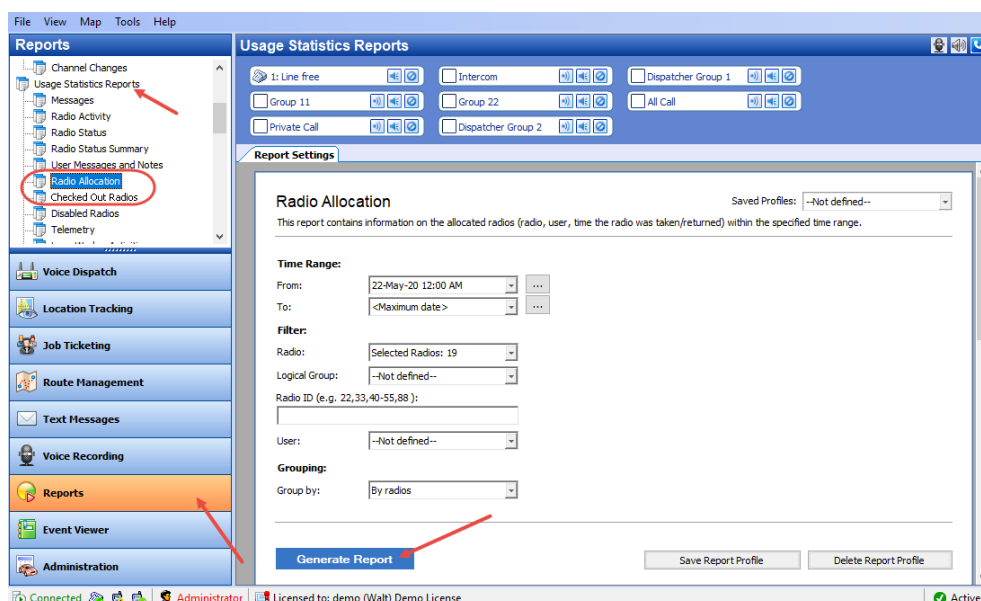 File View Map Tools Help
Reports
Usage Statistics Reports
Channel Changes
Usage Statistics Reports
Messages
Radio Activity
Radio Status
Radio Status Summary
User Messages and Notes
Radio Allocation
Checked Out Radios
Disabled Radios
Telemetry
Voice Dispatch
Location Tracking
Job Ticketing
Route Management
Text Messages
Voice Recording
Reports
Event Viewer
Administration
1: Line free
Intercom
Dispatcher Group 1
Group 11
Group 22
All Call
Private Call
Dispatcher Group 2
Report Settings
Radio Allocation
Saved Profiles: --Not defined--
This report contains information on the allocated radios (radio, user, time the radio was taken/returned) within the specified time range.
Time Range:
From: 22-May-20 12:00 AM ...
To: <Maximum date> ...
Filter:
Radio: Selected Radios: 19
Logical Group: --Not defined--
Radio ID (e.g. 22,33,40-55,88 ):
User: --Not defined--
Grouping:
Group by: By radios
Generate Report
Save Report Profile
Delete Report Profile
Connected Administrator Licensed to: demo (Walt) Demo License Active